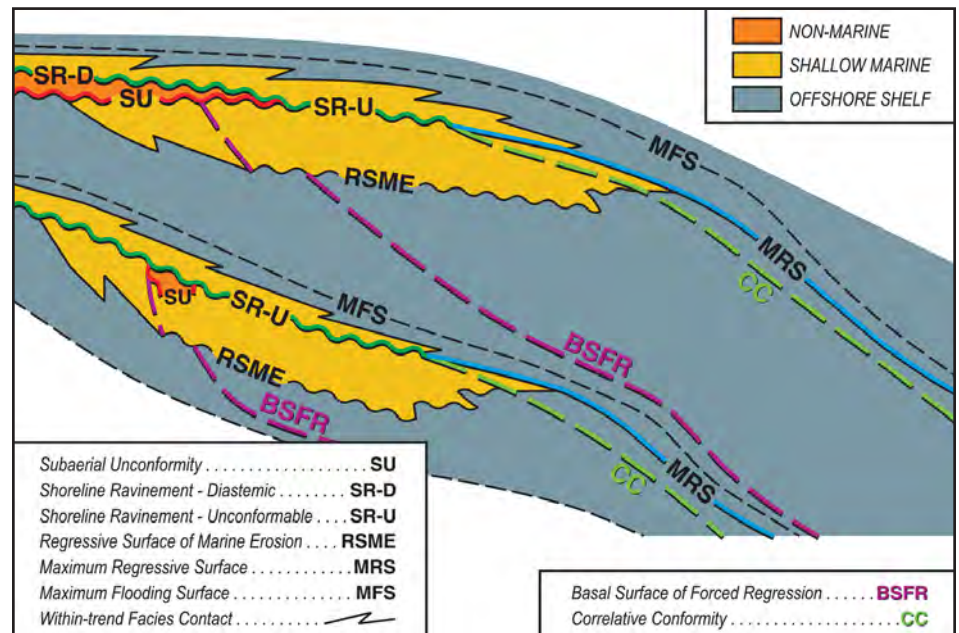 NON-MARINE
SHALLOW MARINE
OFFSHORE SHELF
SR-D
SU
SR-U
MFS
RSME
MRS
CC
SU
SR-U
MFS
BSFR
RSME
BSFR
MRS
CC
Subaerial Unconformity . . . . . . . . . . . . . . . . . . SU
Shoreline Ravinement - Diastemic . . . . . . . . SR-D
Shoreline Ravinement - Unconformable . . . . SR-U
Regressive Surface of Marine Erosion . . . . RSME
Maximum Regressive Surface . . . . . . . . . . . . MRS
Maximum Flooding Surface . . . . . . . . . . . . . . MFS
Within-trend Facies Contact . . . . . .
Basal Surface of Forced Regression . . . . . . BSFR
Correlative Conformity . . . . . . . . . . . . . . . . . . . . CC